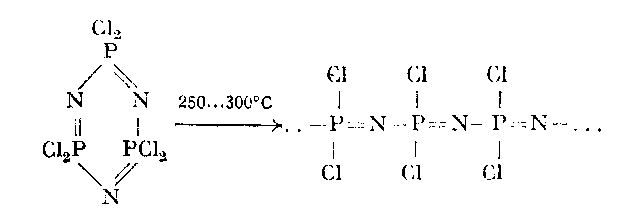 Cl₂
P
N N 250...300°C
Cl₂P PCl₂
N
Cl Cl Cl
...–P=N–P=N–P=N–...
Cl Cl Cl